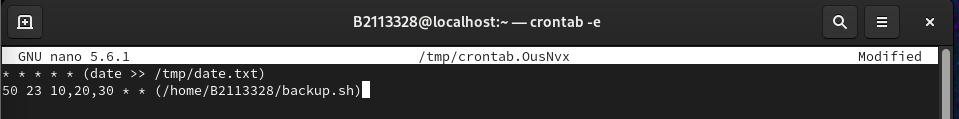 B2113328@localhost:~ — crontab -e
GNU nano 5.6.1 /tmp/crontab.OusNvx Modified
* * * * * (date >> /tmp/date.txt)
50 23 10,20,30 * * (/home/B2113328/backup.sh)